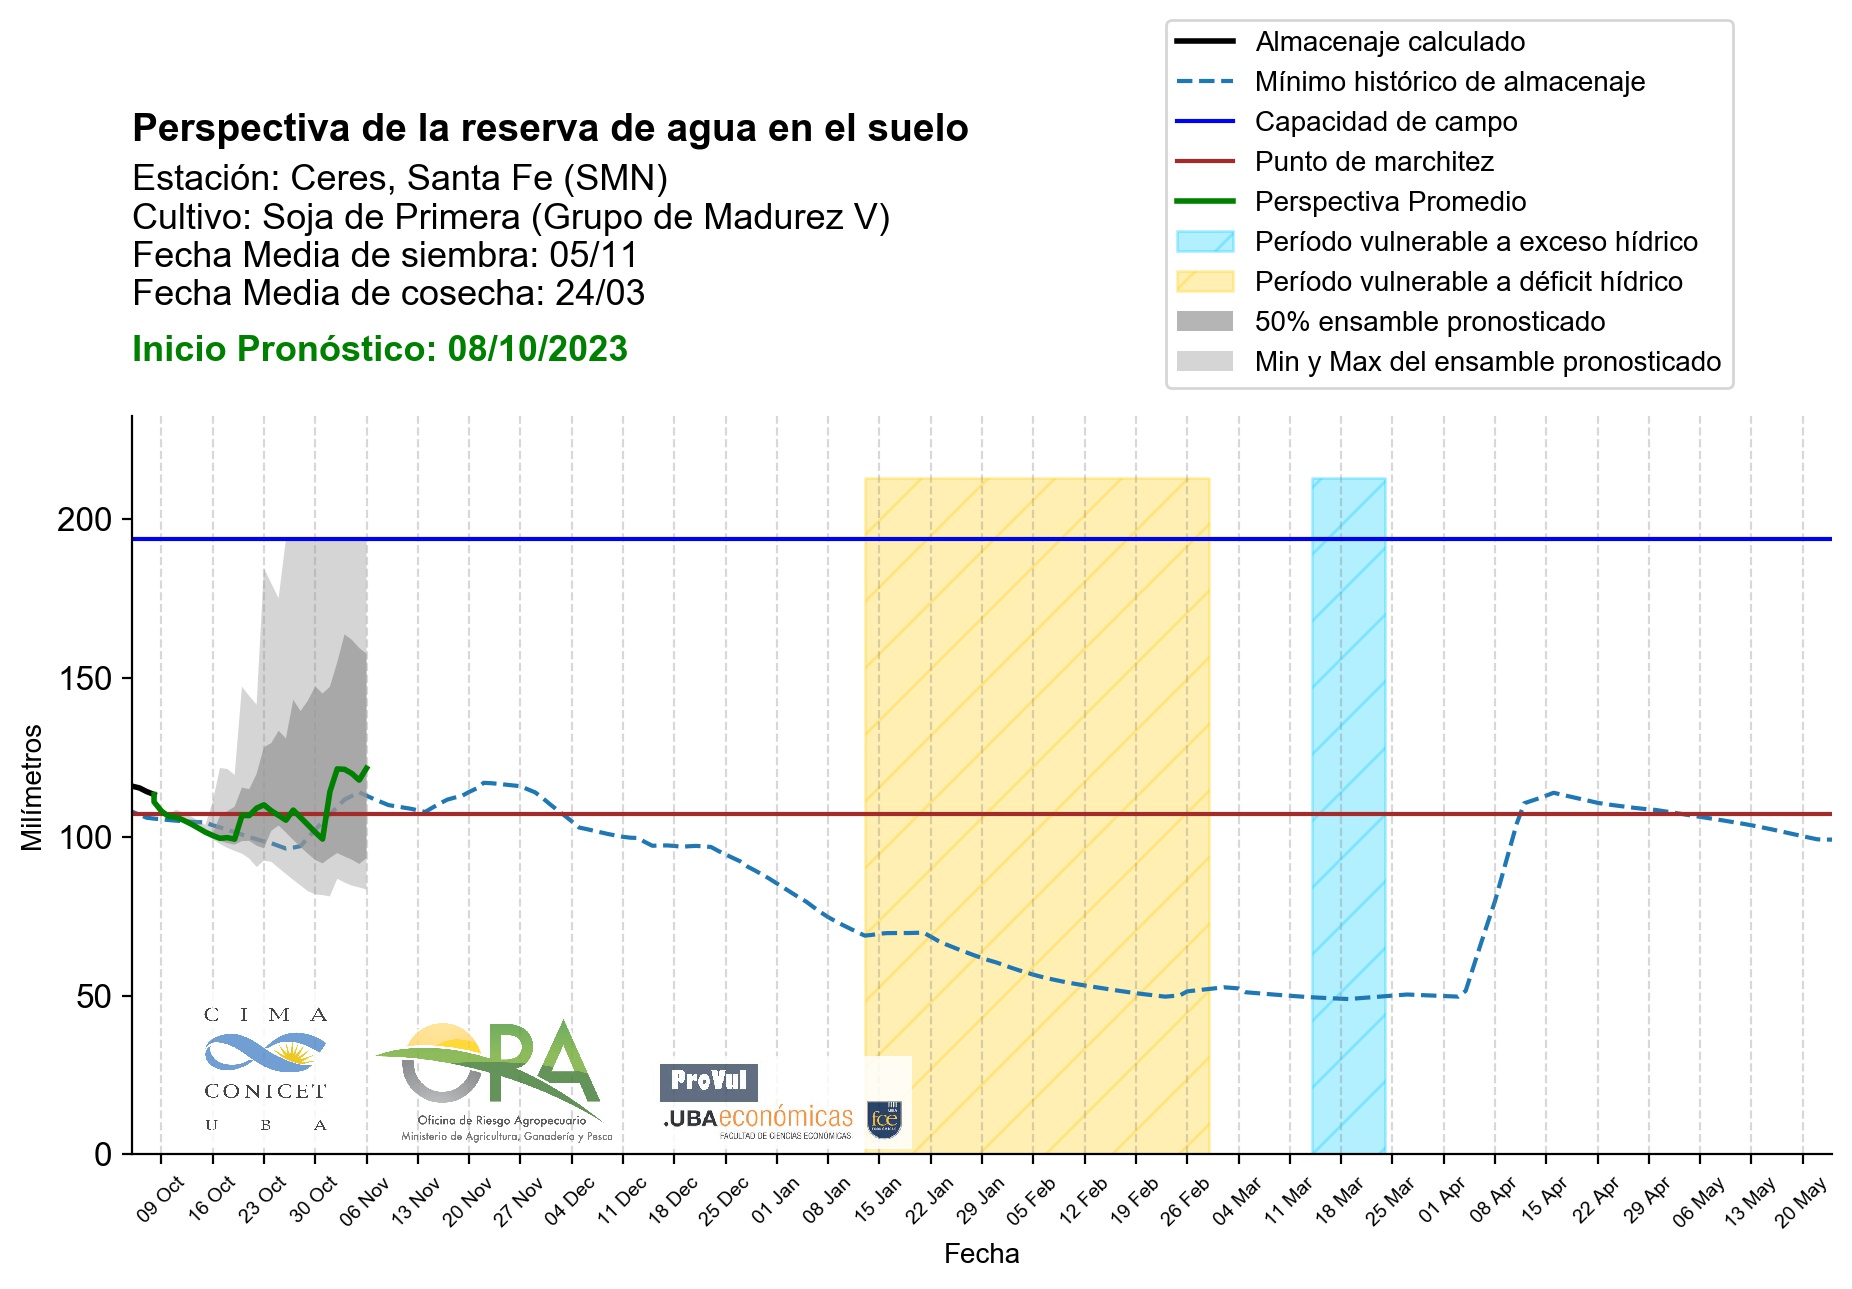 Almacenaje calculado
Mínimo histórico de almacenaje
Capacidad de campo
Punto de marchitez
Perspectiva Promedio
Período vulnerable a exceso hídrico
Período vulnerable a déficit hídrico
50% ensamble pronosticado
Min y Max del ensamble pronosticado
Perspectiva de la reserva de agua en el suelo
Estación: Ceres, Santa Fe (SMN)
Cultivo: Soja de Primera (Grupo de Madurez V)
Fecha Media de siembra: 05/11
Fecha Media de cosecha: 24/03
Inicio Pronóstico: 08/10/2023
200
150
100
50
0
Milímetros
CIMA
CONICET
UBA
OPA
Oficina de Riesgo Agropecuario
Ministerio de Agricultura, Ganadería y Pesca
ProVul
.UBAeconómicas
FACULTAD DE CIENCIAS ECONÓMICAS
UBA
fce
09 Oct
16 Oct
23 Oct
30 Oct
06 Nov
13 Nov
20 Nov
27 Nov
04 Dec
11 Dec
18 Dec
25 Dec
01 Jan
08 Jan
15 Jan
22 Jan
29 Jan
05 Feb
12 Feb
19 Feb
26 Feb
04 Mar
11 Mar
18 Mar
25 Mar
01 Apr
08 Apr
15 Apr
22 Apr
29 Apr
06 May
13 May
20 May
Fecha